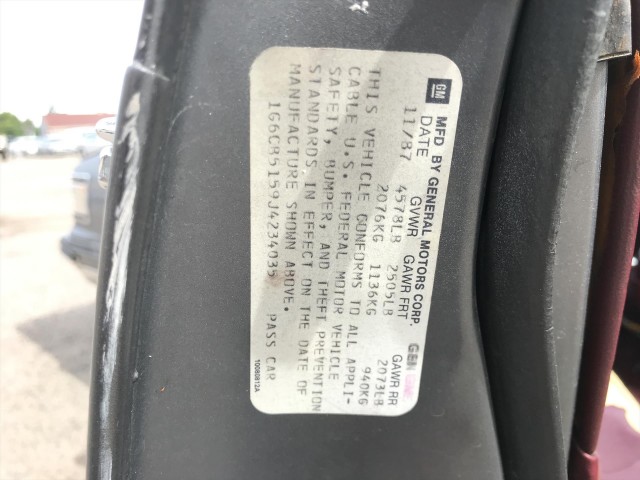 GM MFD BY GENERAL MOTORS CORP.
DATE GVWR GAWR FRT GAWR RR
11/87 4578LB 2505LB 2073LB
2076KG 1136KG 940KG
THIS VEHICLE CONFORMS TO ALL APPLI-
CABLE U.S. FEDERAL MOTOR VEHICLE
SAFETY, BUMPER, AND THEFT PREVENTION
STANDARDS IN EFFECT ON THE DATE OF
MANUFACTURE SHOWN ABOVE.
1G6CB5159J4234035 PASS CAR
10080812A